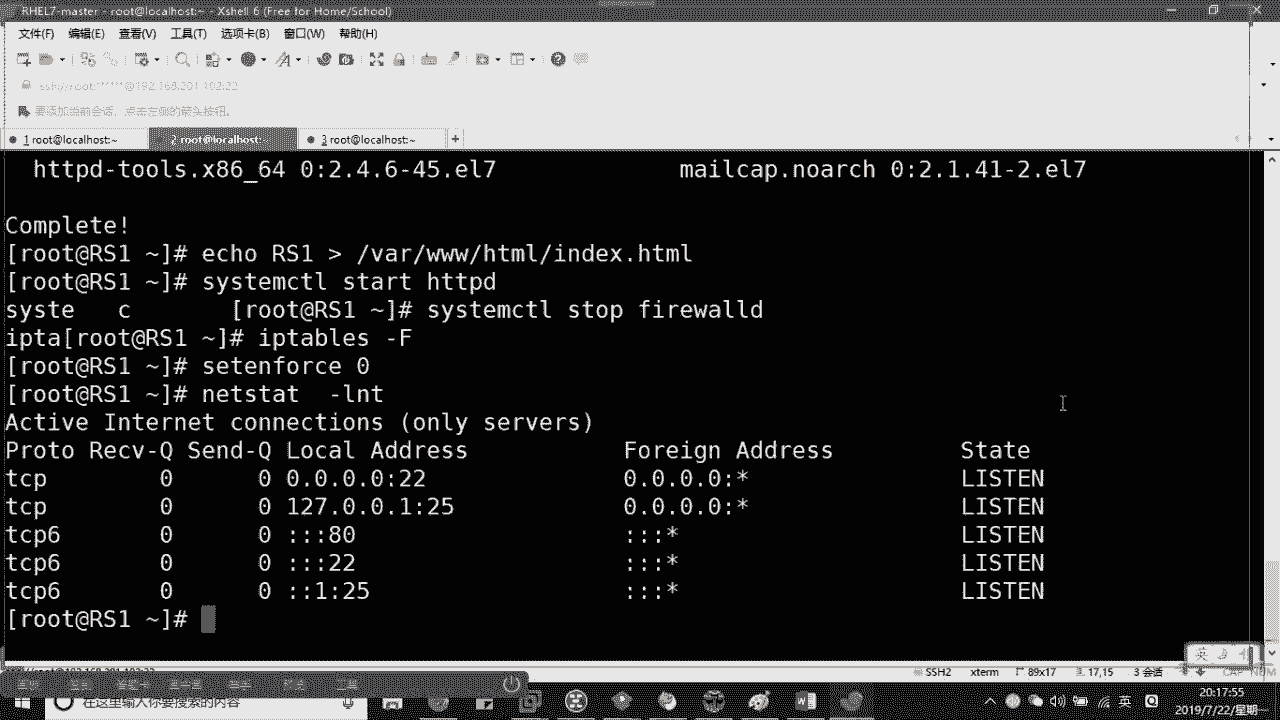 RHEL7-master - root@localhost:~ - Xshell 6 (Free for Home/School)
文件(F) 编辑(E) 查看(V) 工具(T) 选项卡(B) 窗口(W) 帮助(H)
ssh://root:******@192.168.201.102:22
要添加当前会话，点击左侧的箭头按钮。
1 root@localhost:~ 2 root@localhost:~ 3 root@localhost:~ +
httpd-tools.x86_64 0:2.4.6-45.el7 mailcap.noarch 0:2.1.41-2.el7
Complete!
[root@RS1 ~]# echo RS1 > /var/www/html/index.html
[root@RS1 ~]# systemctl start httpd
syste c [root@RS1 ~]# systemctl stop firewalld
ipta[root@RS1 ~]# iptables -F
[root@RS1 ~]# setenforce 0
[root@RS1 ~]# netstat -lnt
Active Internet connections (only servers)
Proto Recv-Q Send-Q Local Address Foreign Address State
tcp 0 0 0.0.0.0:22 0.0.0.0:* LISTEN
tcp 0 0 127.0.0.1:25 0.0.0.0:* LISTEN
tcp6 0 0 :::80 :::* LISTEN
tcp6 0 0 :::22 :::* LISTEN
tcp6 0 0 ::1:25 :::* LISTEN
[root@RS1 ~]#
英
SSH2 xterm 89x17 17,15 3 会话 CAP NUM
在这里输入你要搜索的内容
英
20:17:55
2019/7/22/星期一